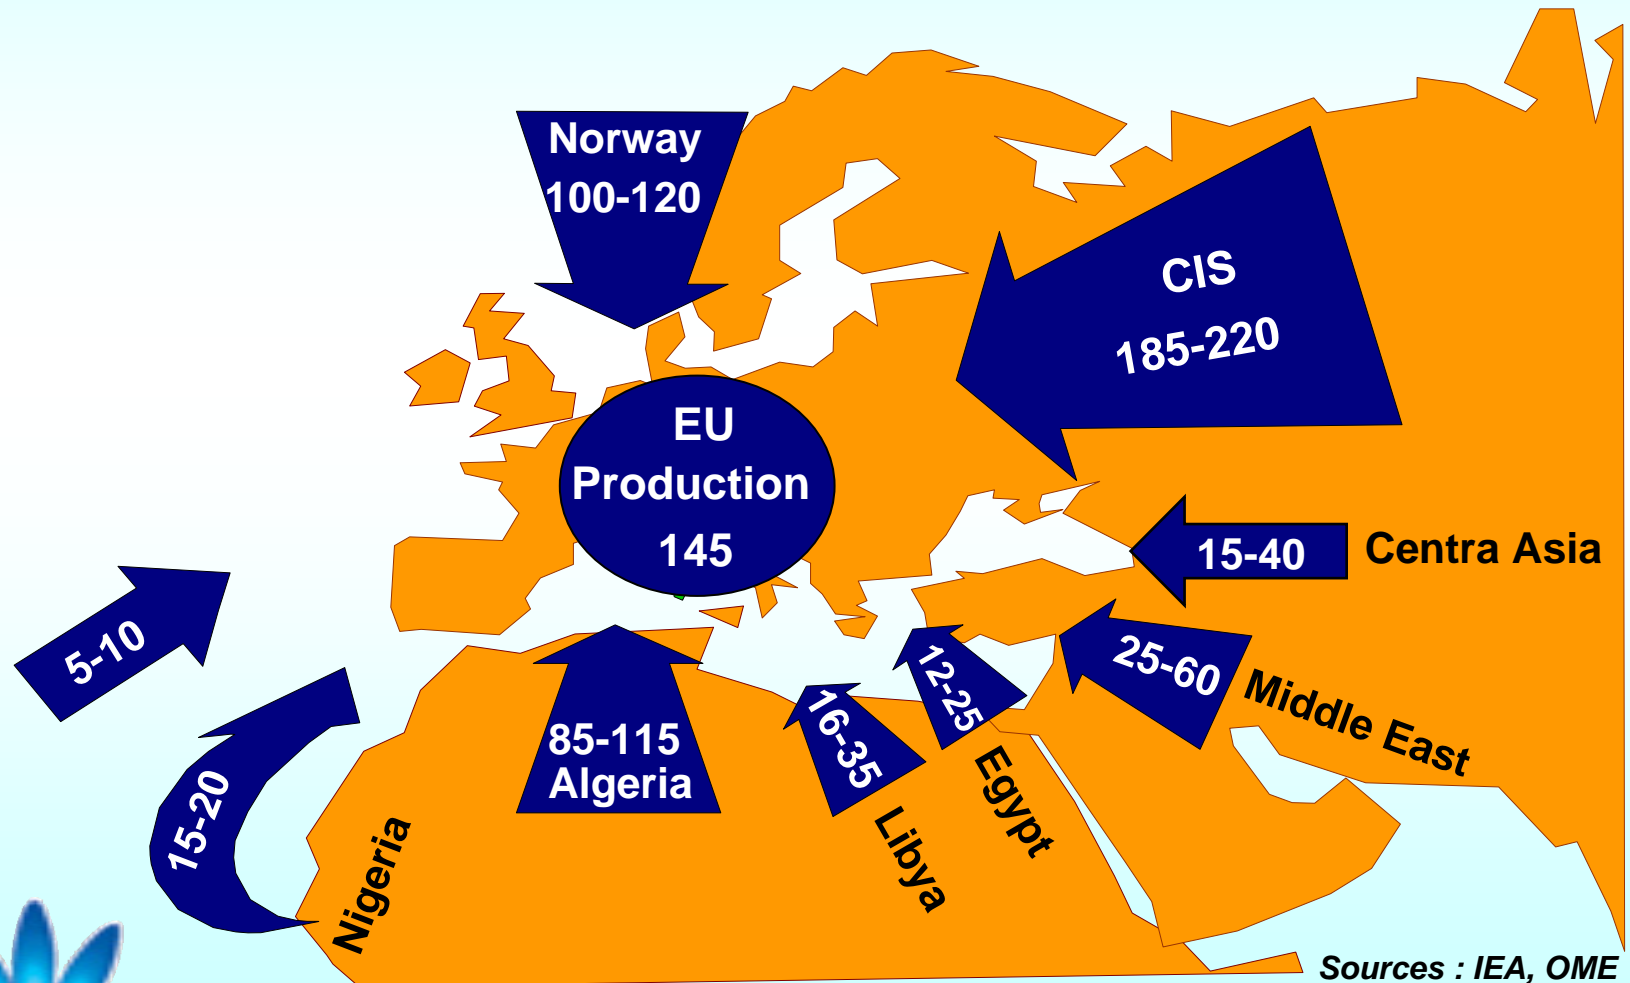 Norway
100-120
CIS
185-220
EU
Production
145
15-40
Centra Asia
5-10
25-60
Middle East
12-25
Egypt
16-35
Libya
85-115
Algeria
15-20
Nigeria
Sources : IEA, OME